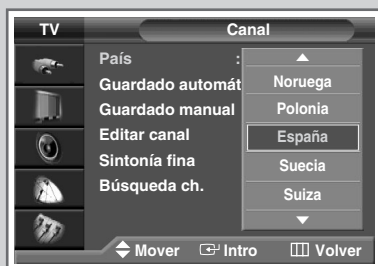 TV
Canal
País :
Guardado automát
Guardado manual
Editar canal
Sintonía fina
Búsqueda ch.
Noruega
Polonia
España
Suecia
Suiza
Mover Intro Volver